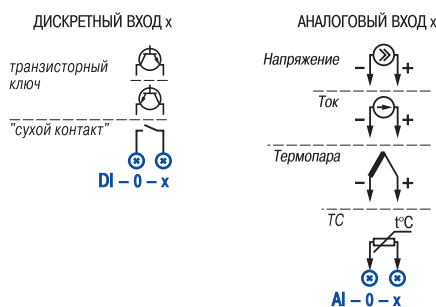 ДИСКРЕТНЫЙ ВХОД x
транзисторный
ключ
"сухой контакт"
DI – 0 – x
АНАЛОГОВЫЙ ВХОД x
Напряжение
– +
Ток
– +
Термопара
– +
ТС
t°C
AI – 0 – x